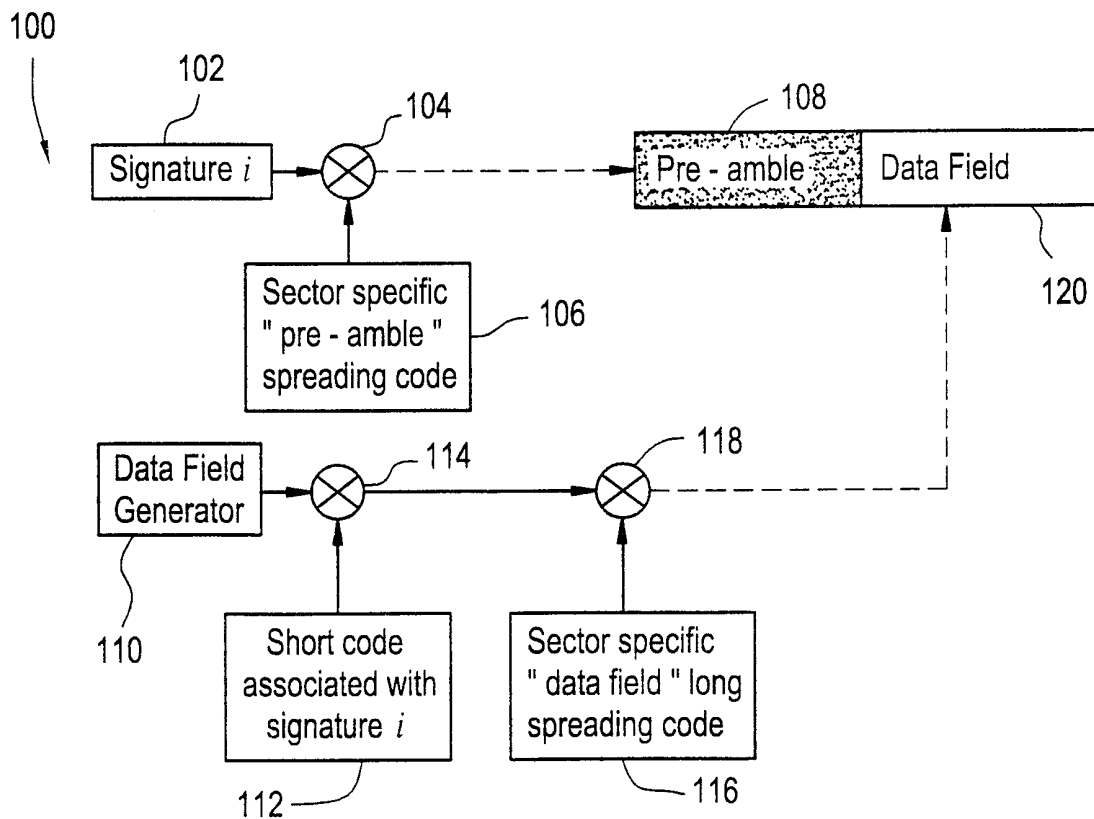 100
102
104
108
Signature i
Pre - amble
Data Field
Sector specific
" pre - amble "
spreading code
106
120
Data Field
Generator
114
118
110
Short code
associated with
signature i
Sector specific
" data field " long
spreading code
112
116